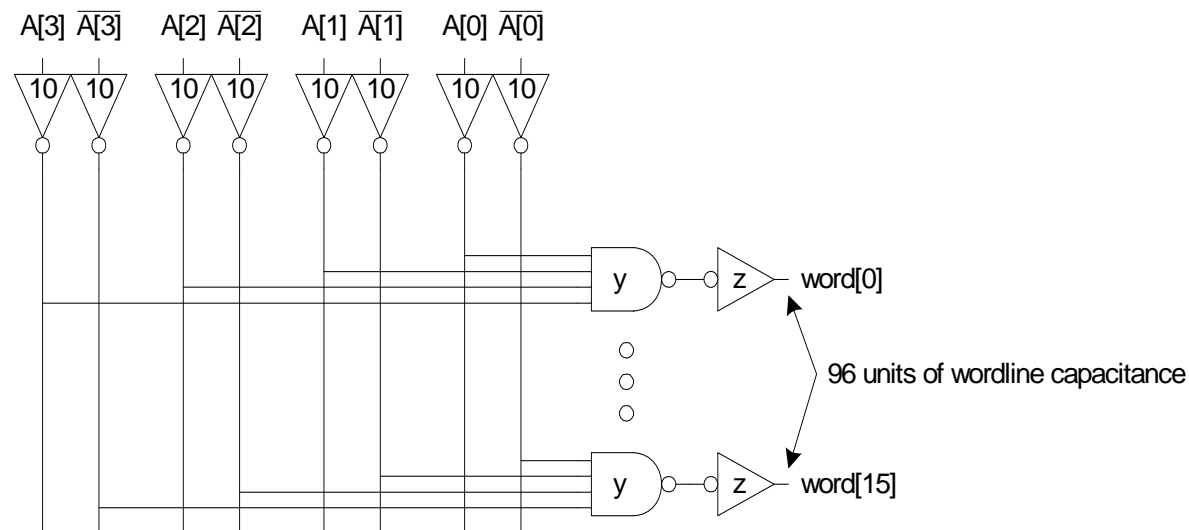 A[3] A̅[̅3̅]̅ A[2] A̅[̅2̅]̅ A[1] A̅[̅1̅]̅ A[0] A̅[̅0̅]̅
10 10 10 10 10 10 10 10
y z word[0]
96 units of wordline capacitance
y z word[15]